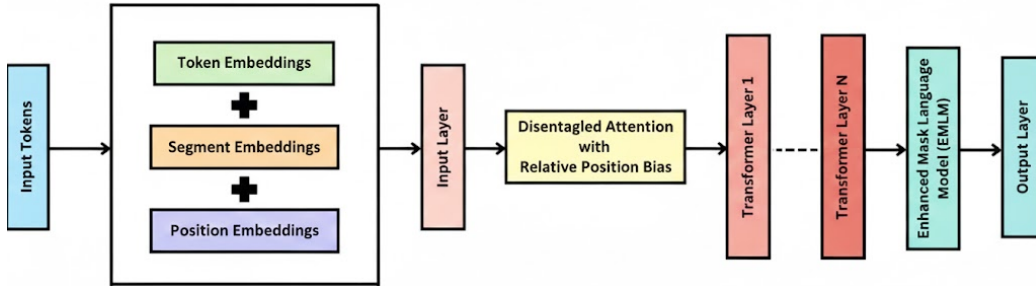 Input Tokens
Token Embeddings
Segment Embeddings
Position Embeddings
Input Layer
Disentagled Attention
with
Relative Position Bias
Transformer Layer 1
Transformer Layer N
Enhanced Mask Language
Model (EMLM)
Output Layer